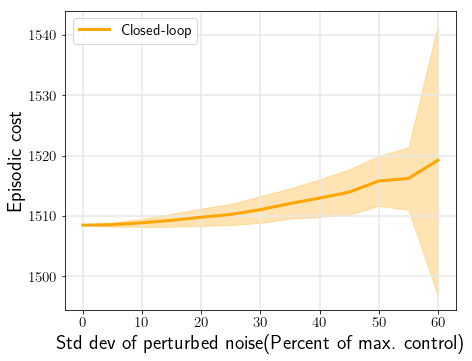 Closed-loop
1540
1530
1520
1510
1500
Episodic cost
0 10 20 30 40 50 60
Std dev of perturbed noise(Percent of max. control)